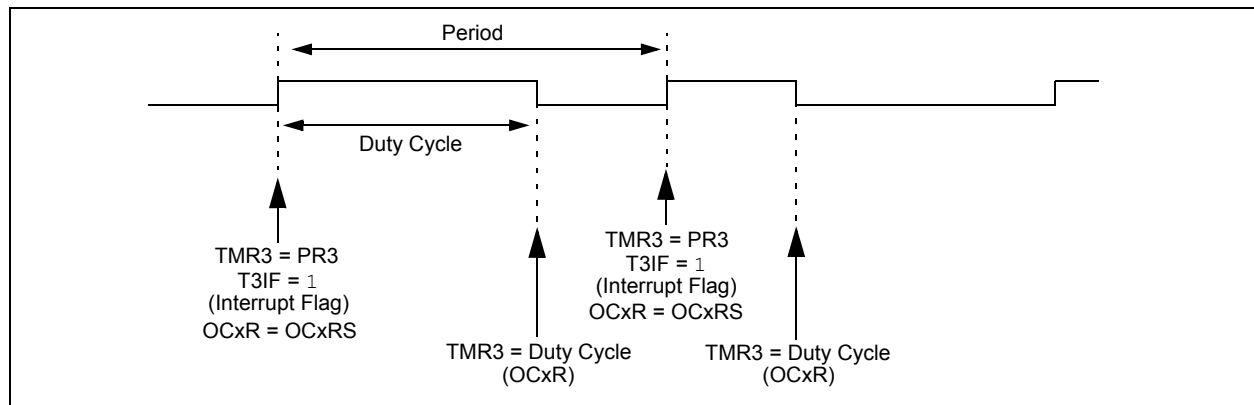 Period
Duty Cycle
TMR3 = PR3
T3IF = 1
(Interrupt Flag)
OCxR = OCxRS
TMR3 = Duty Cycle
(OCxR)
TMR3 = PR3
T3IF = 1
(Interrupt Flag)
OCxR = OCxRS
TMR3 = Duty Cycle
(OCxR)